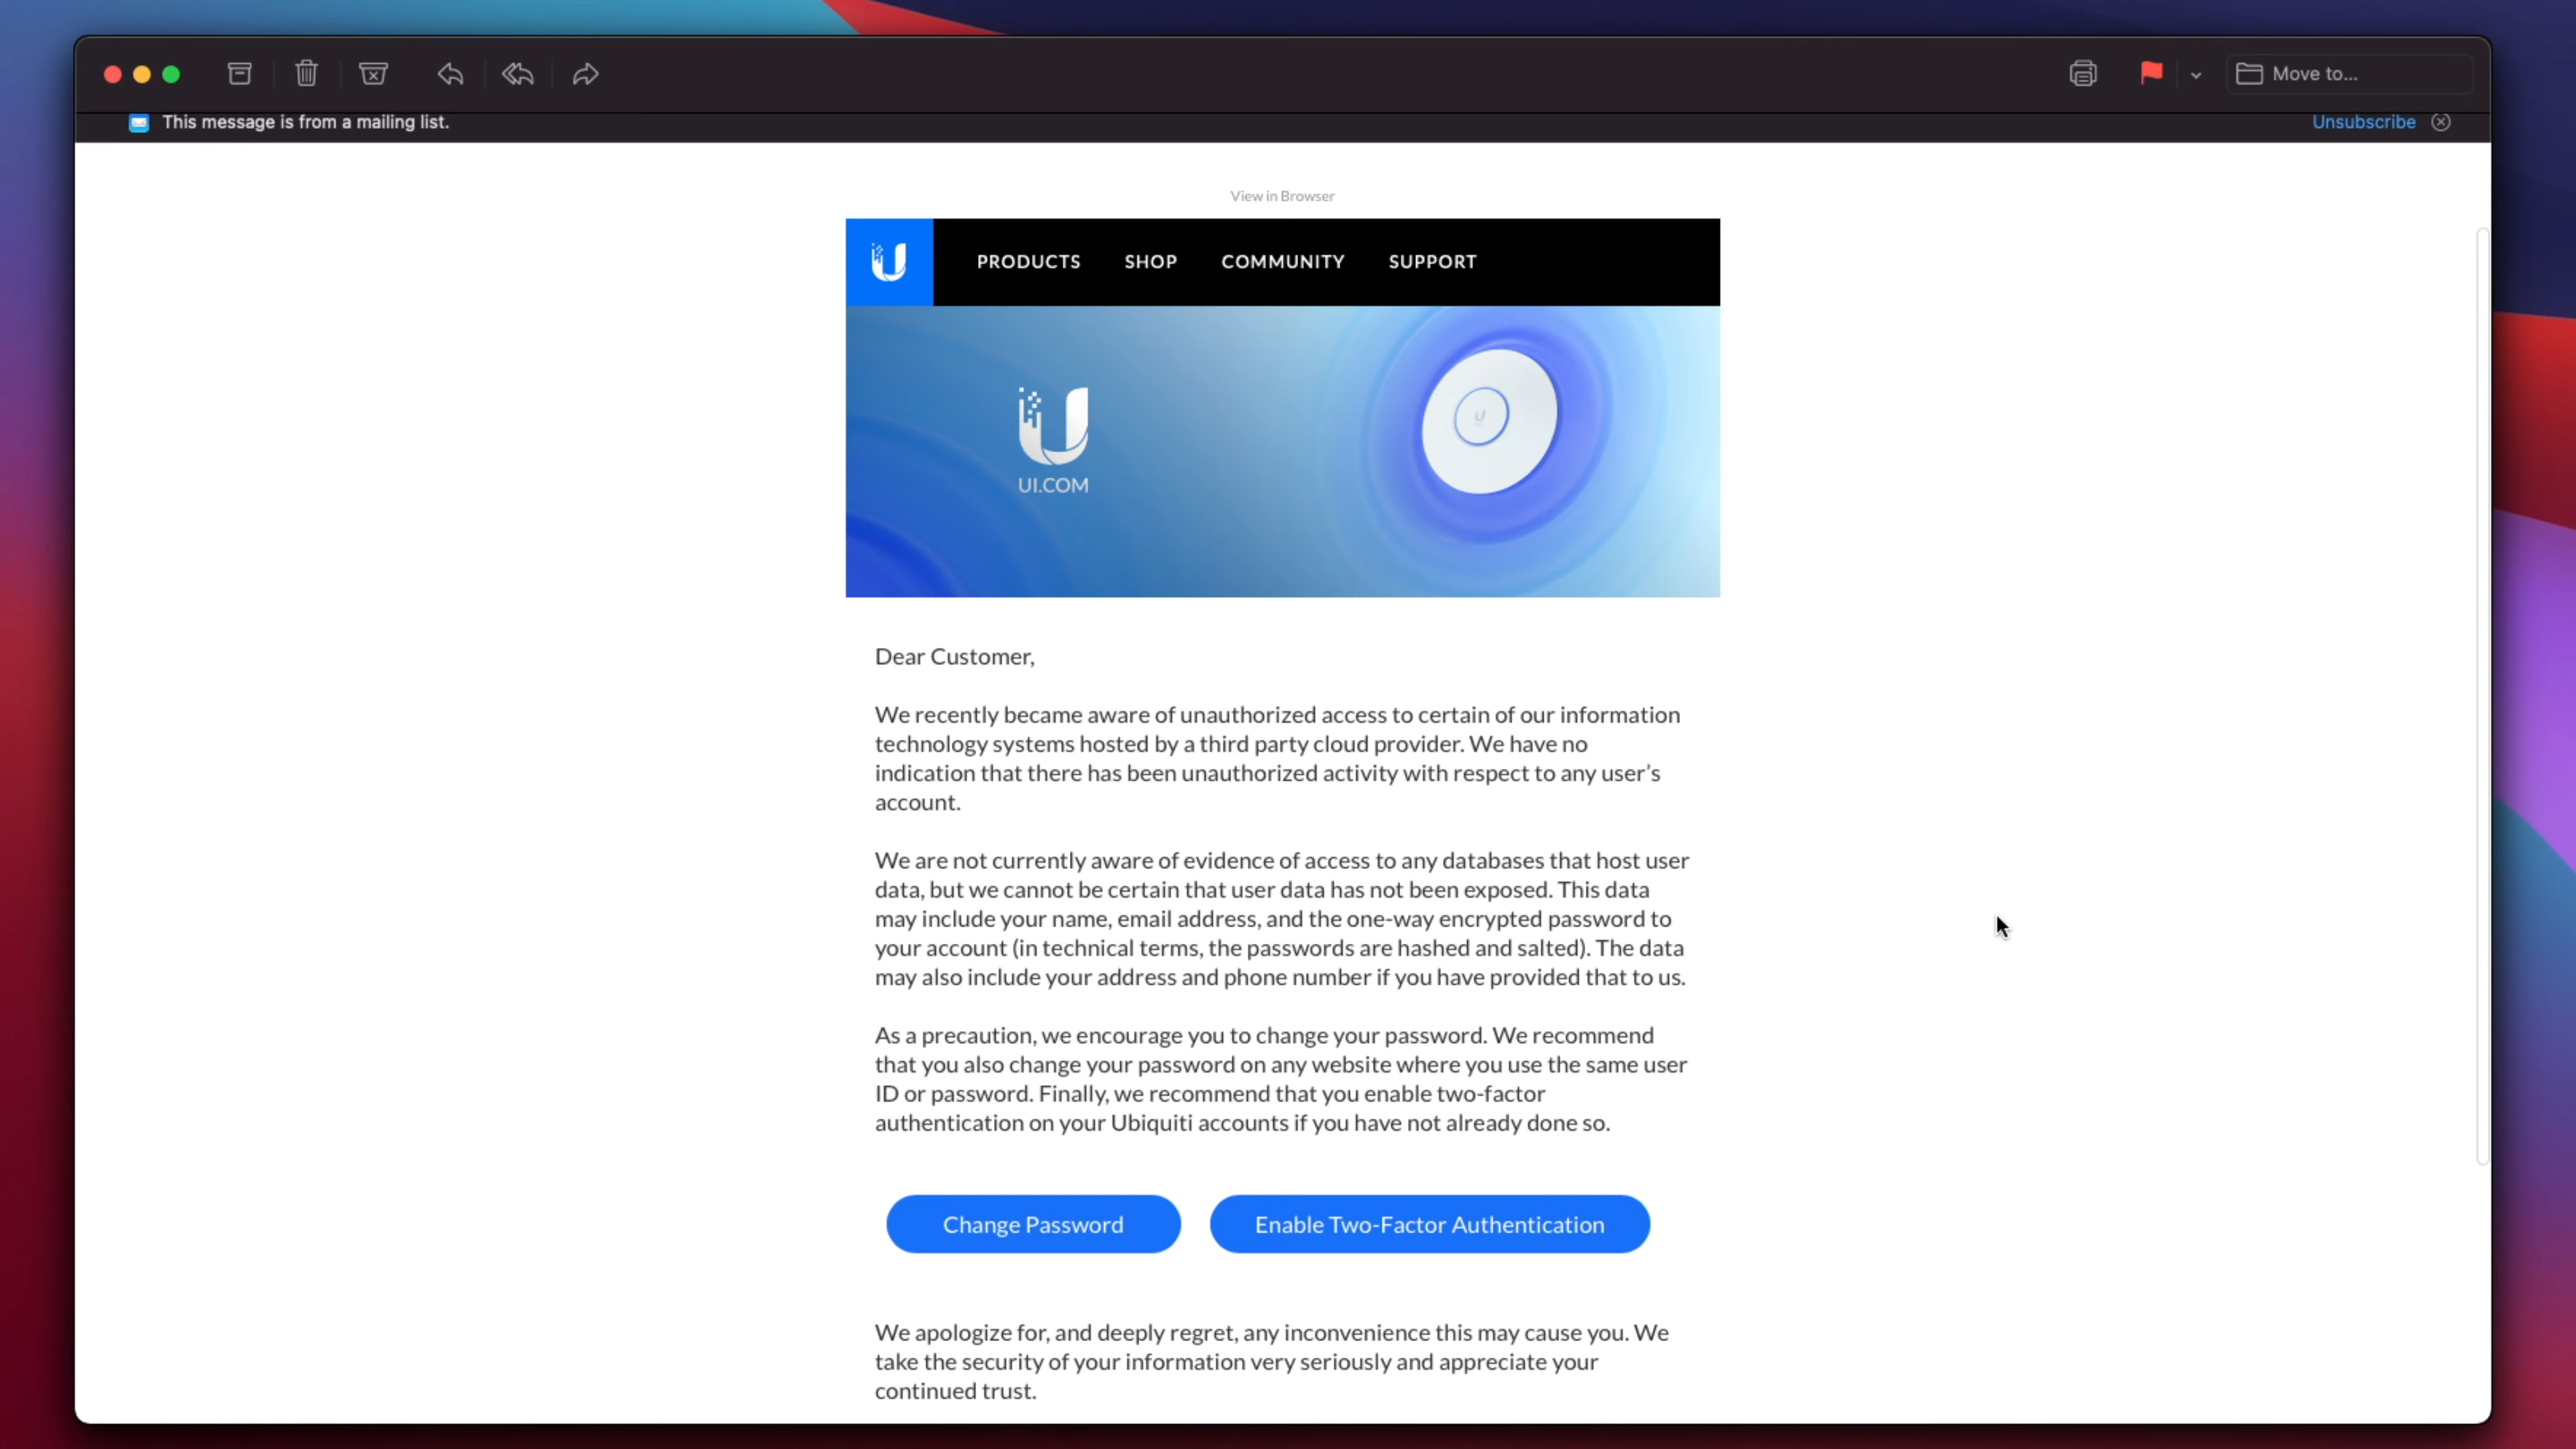 Move to...
This message is from a mailing list.
Unsubscribe
View in Browser
PRODUCTS SHOP COMMUNITY SUPPORT
UI.COM
Dear Customer,
We recently became aware of unauthorized access to certain of our information
technology systems hosted by a third party cloud provider. We have no
indication that there has been unauthorized activity with respect to any user’s
account.
We are not currently aware of evidence of access to any databases that host user
data, but we cannot be certain that user data has not been exposed. This data
may include your name, email address, and the one-way encrypted password to
your account (in technical terms, the passwords are hashed and salted). The data
may also include your address and phone number if you have provided that to us.
As a precaution, we encourage you to change your password. We recommend
that you also change your password on any website where you use the same user
ID or password. Finally, we recommend that you enable two-factor
authentication on your Ubiquiti accounts if you have not already done so.
Change Password
Enable Two-Factor Authentication
We apologize for, and deeply regret, any inconvenience this may cause you. We
take the security of your information very seriously and appreciate your
continued trust.